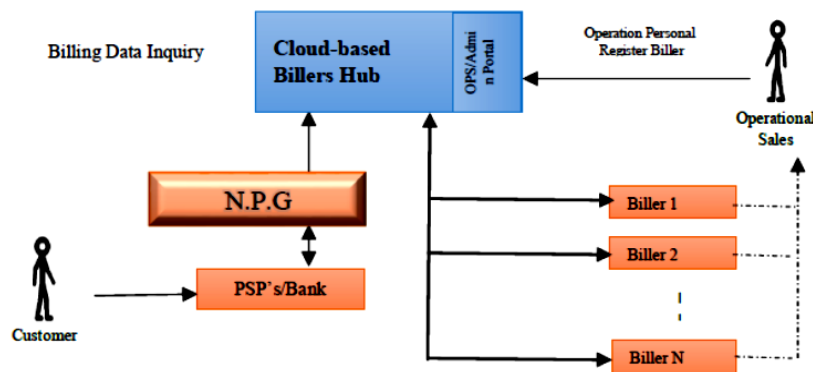 Billing Data Inquiry
Cloud-based
Billers Hub
OPS/Admi
n Portal
Operation Personal
Register Biller
Operational
Sales
N.P.G
Biller 1
Biller 2
PSP's/Bank
Customer
Biller N